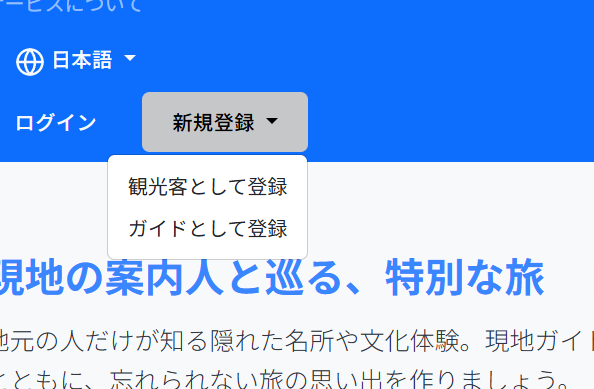 ービスについて
日本語
ログイン
新規登録
観光客として登録
ガイドとして登録
現地の案内人と巡る、特別な旅
地元の人だけが知る隠れた名所や文化体験。現地ガイド
とともに、忘れられない旅の思い出を作りましょう。